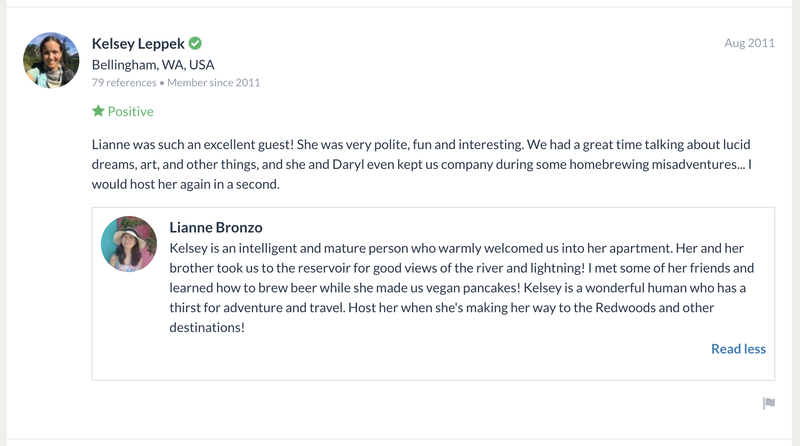 Kelsey Leppek
Aug 2011
Bellingham, WA, USA
79 references • Member since 2011
Positive
Lianne was such an excellent guest! She was very polite, fun and interesting. We had a great time talking about lucid
dreams, art, and other things, and she and Daryl even kept us company during some homebrewing misadventures... I
would host her again in a second.
Lianne Bronzo
Kelsey is an intelligent and mature person who warmly welcomed us into her apartment. Her and her
brother took us to the reservoir for good views of the river and lightning! I met some of her friends and
learned how to brew beer while she made us vegan pancakes! Kelsey is a wonderful human who has a
thirst for adventure and travel. Host her when she's making her way to the Redwoods and other
destinations!
Read less